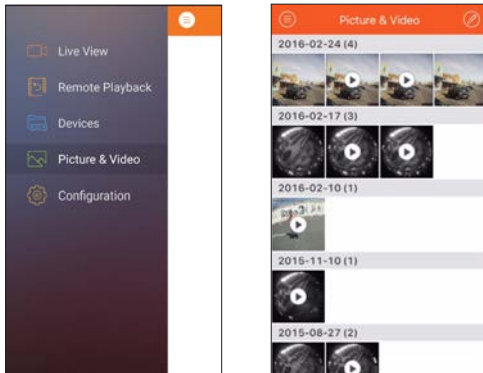 Live View
Remote Playback
Devices
Picture & Video
Configuration
Picture & Video
2016-02-24 (4)
2016-02-17 (3)
2016-02-10 (1)
2015-11-10 (1)
2015-08-27 (2)